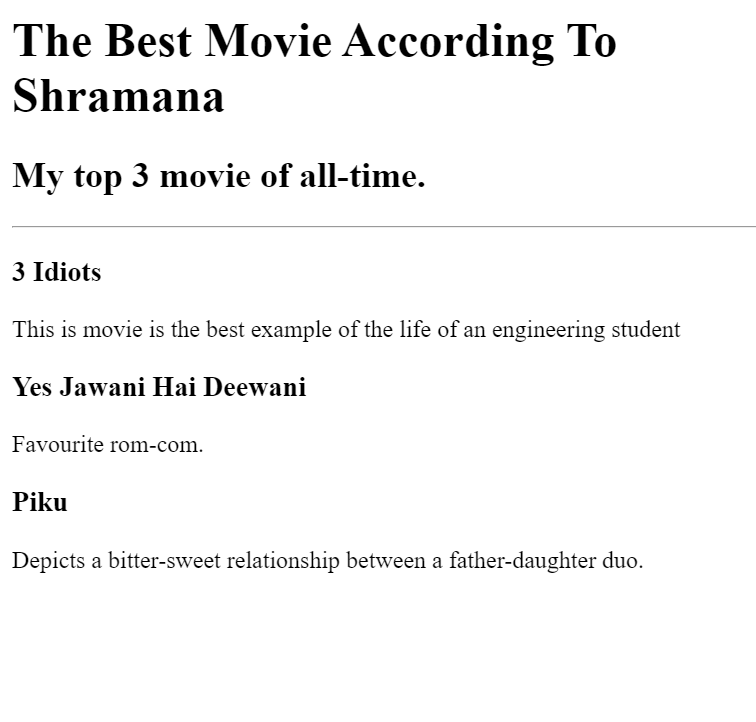 The Best Movie According To
Shramana
My top 3 movie of all-time.
3 Idiots
This is movie is the best example of the life of an engineering student
Yes Jawani Hai Deewani
Favourite rom-com.
Piku
Depicts a bitter-sweet relationship between a father-daughter duo.